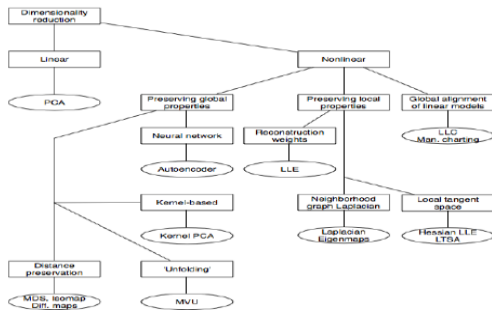 Dimensionality
reduction
Linear
Nonlinear
PCA
Preserving global
properties
Preserving local
properties
Global alignment
of linear models
Neural network
Reconstruction
weights
LLC
Man. charting
Autoencoder
LLE
Kernel-based
Neighborhood
graph Laplacian
Local tangent
space
Kernel PCA
Laplacian
Eigenmaps
Hessian LLE
LTSA
Distance
preservation
'Unfolding'
MDS, Isomap
Diff. maps
MVU